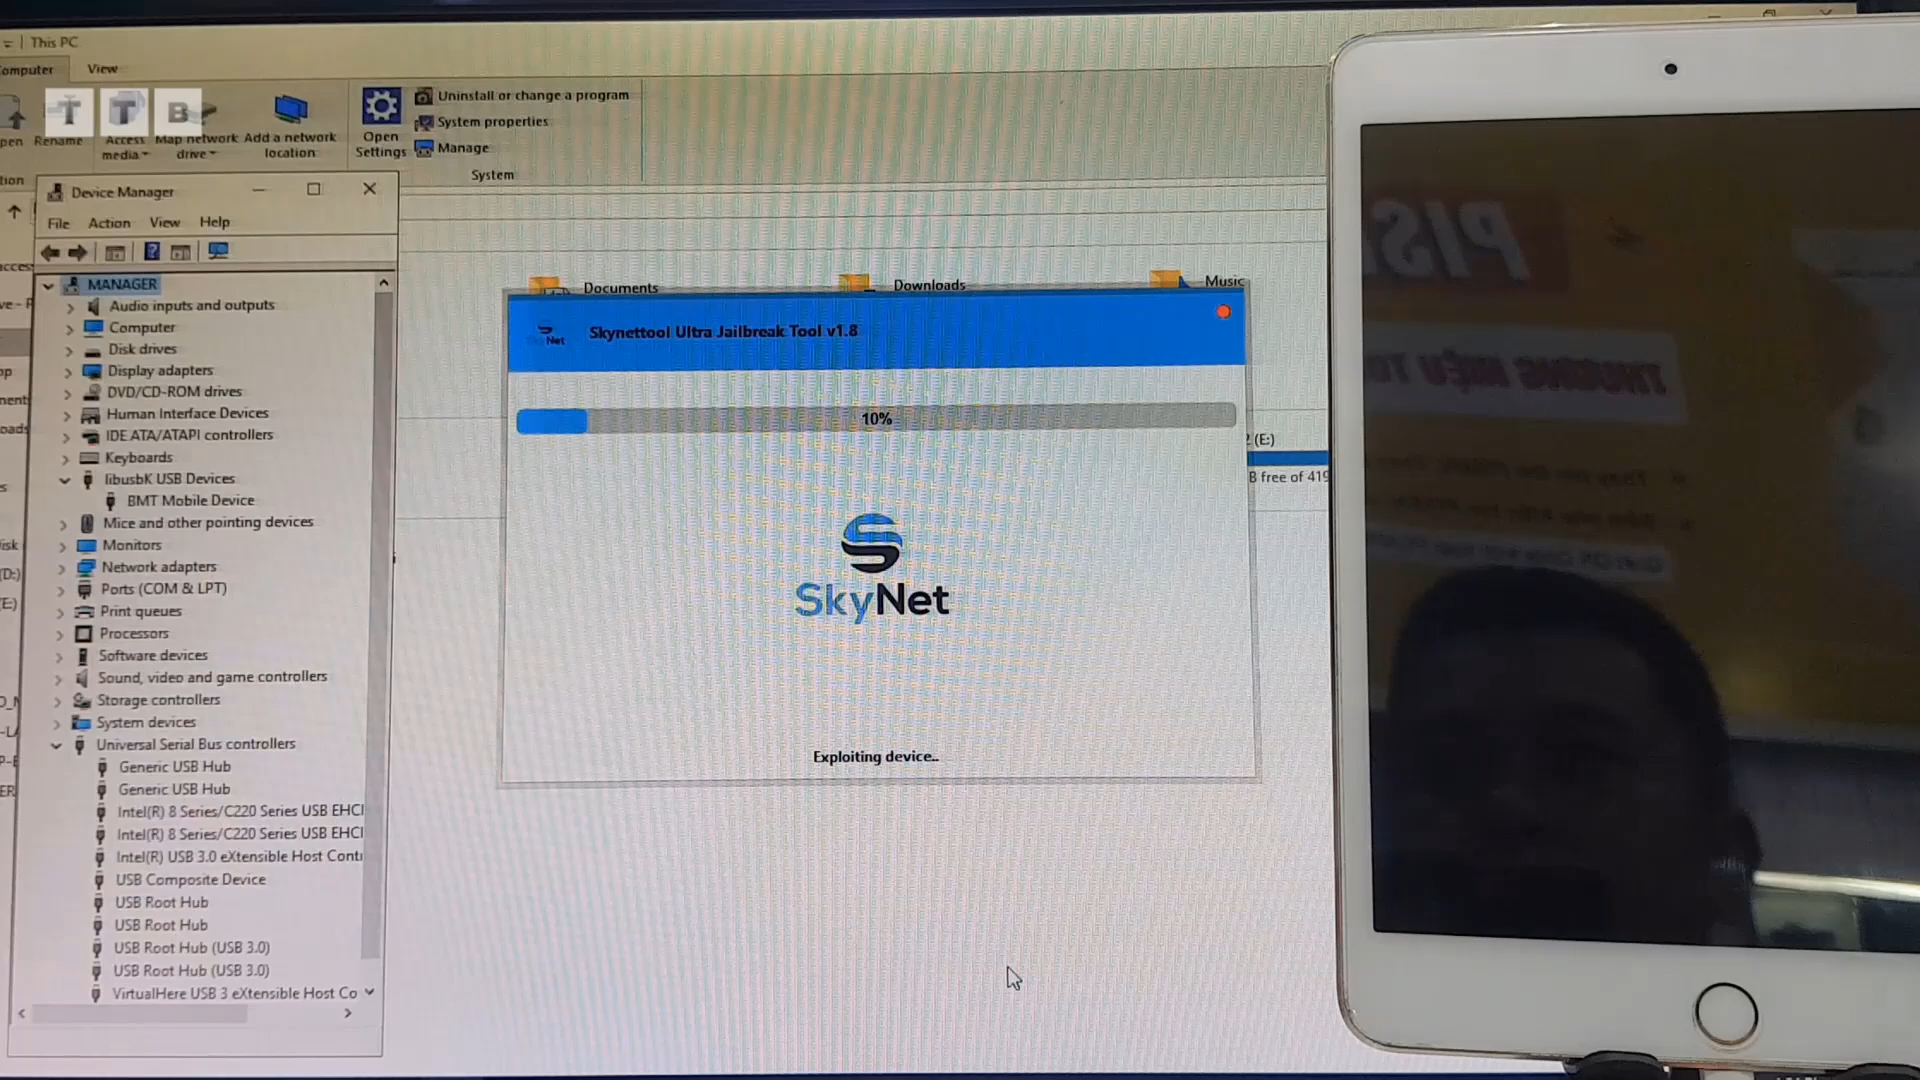 This PC
Computer
View
Rename
Access
media
Map network
drive
Add a network
location
Open
Settings
Uninstall or change a program
System properties
Manage
System
T
T
B
Device Manager
File
Action
View
Help
MANAGER
Audio inputs and outputs
Computer
Disk drives
Display adapters
DVD/CD-ROM drives
Human Interface Devices
IDE ATA/ATAPI controllers
Keyboards
libusbK USB Devices
BMT Mobile Device
Mice and other pointing devices
Monitors
Network adapters
Ports (COM & LPT)
Print queues
Processors
Software devices
Sound, video and game controllers
Storage controllers
System devices
Universal Serial Bus controllers
Generic USB Hub
Generic USB Hub
Intel(R) 8 Series/C220 Series USB EHCI
Intel(R) 8 Series/C220 Series USB EHCI
Intel(R) USB 3.0 eXtensible Host Contr
USB Composite Device
USB Root Hub
USB Root Hub
USB Root Hub (USB 3.0)
USB Root Hub (USB 3.0)
VirtualHere USB 3 eXtensible Host Co
Documents
Downloads
Music
Skynettool Ultra Jailbreak Tool v1.8
10%
SkyNet
Exploiting device..
(E:)
B free of 419
(D:)
(E:)
PIS
THƯƠNG HIỆU